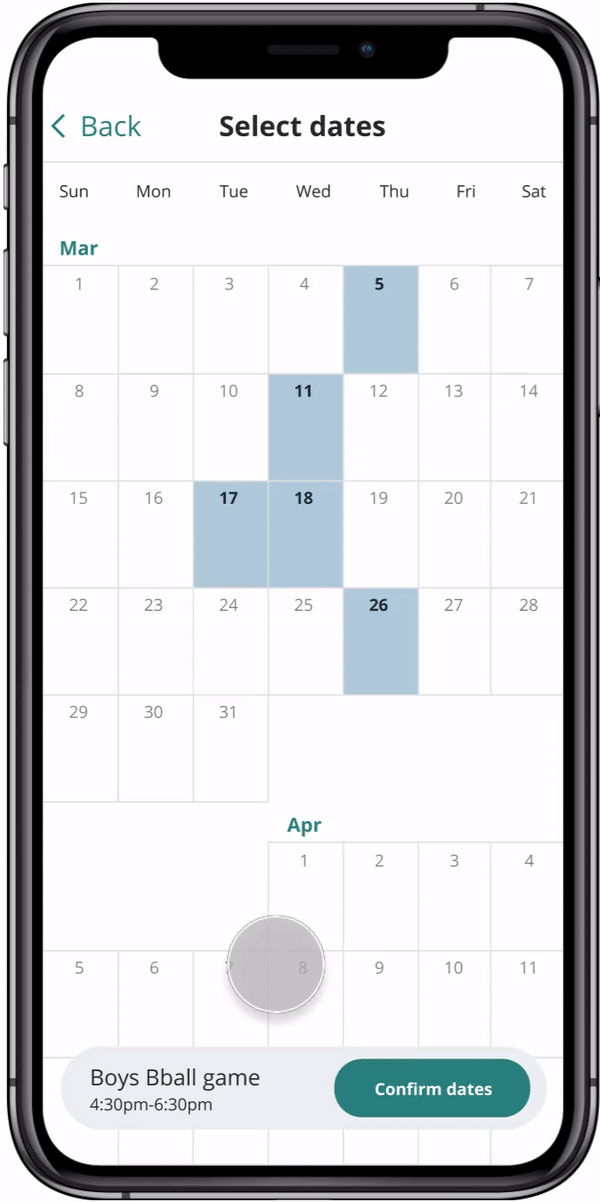 Back Select dates
Sun Mon Tue Wed Thu Fri Sat
Mar
1 2 3 4 5 6 7
8 9 10 11 12 13 14
15 16 17 18 19 20 21
22 23 24 25 26 27 28
29 30 31
Apr
1 2 3 4
5 6 7 8 9 10 11
Boys Bball game
4:30pm-6:30pm
Confirm dates